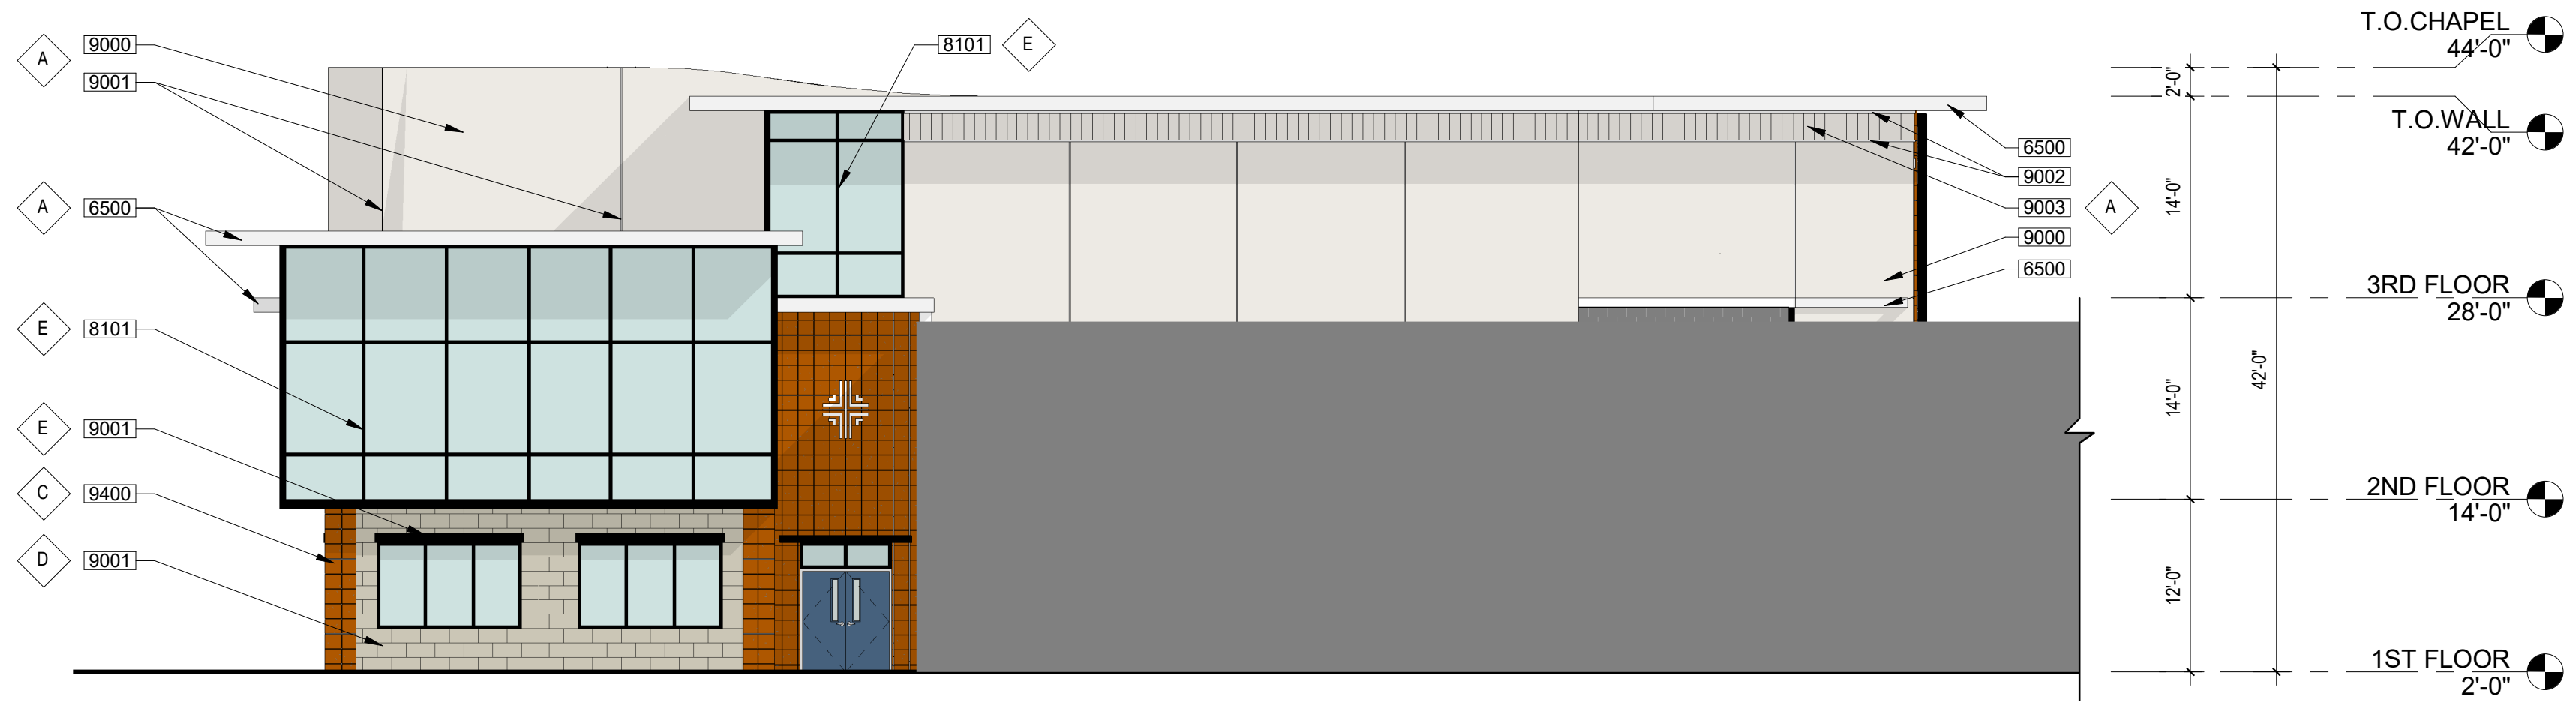 T.O.CHAPEL
44'-0"
A 9000
8101 E
9001
2'-0"
T.O.WALL
42'-0"
6500
9002
A 6500
9003 A
14'-0"
9000
6500
3RD FLOOR
28'-0"
E 8101
42'-0"
14'-0"
E 9001
C 9400
2ND FLOOR
14'-0"
D 9001
12'-0"
1ST FLOOR
2'-0"